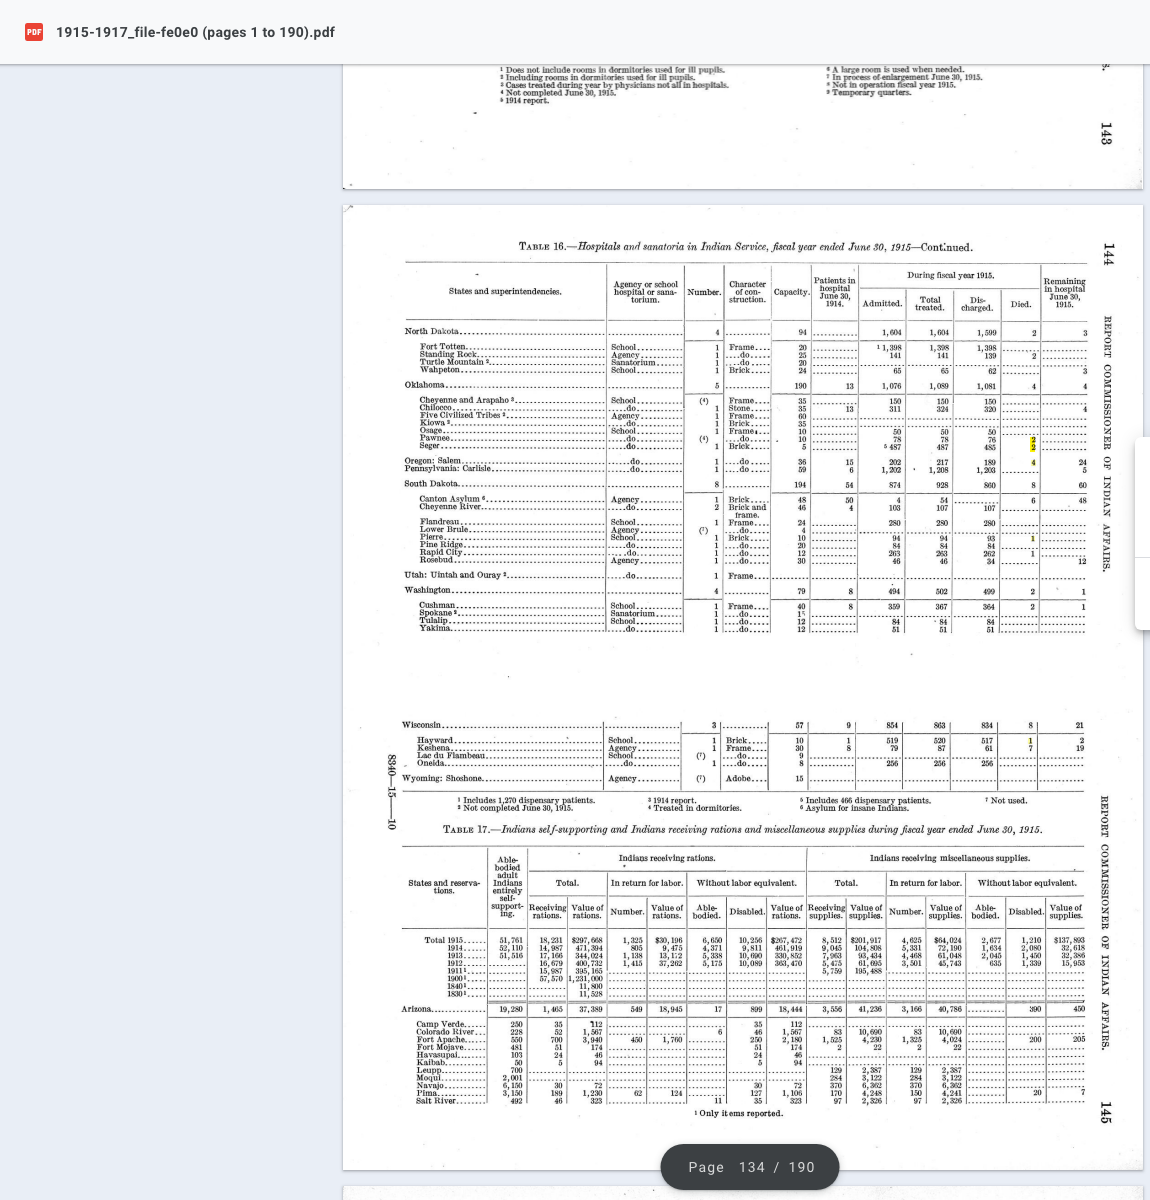 PDF 1915-1917_file-fe0e0 (pages 1 to 190).pdf
¹ Does not include rooms in dormitories used for ill pupils.
² Including rooms in dormitories used for ill pupils.
³ Cases treated during year by physicians not all in hospitals.
⁴ Not completed June 30, 1915.
⁵ 1914 report.
⁶ A large room is used when needed.
⁷ In process of enlargement June 30, 1915.
Not in operation fiscal year 1915.
⁹ Temporary quarters.
143
144
REPORT COMMISSIONER OF INDIAN AFFAIRS.
TABLE 16.—Hospitals and sanatoria in Indian Service, fiscal year ended June 30, 1915—Continued.
States and superintendencies. Agency or school hospital or sanatorium. Number. Character of construction. Capacity. Patients in hospital June 30, 1914. During fiscal year 1915. Admitted. Total treated. Discharged. Died. Remaining in hospital June 30, 1915.
North Dakota 4 94 1,604 1,604 1,599 2 3
Fort Totten School 1 Frame 20 ¹ 1,398 1,398 1,398
Standing Rock Agency 1 do 25 141 141 139 2
Turtle Mountain ² Sanatorium 1 do 20
Wahpeton School 1 Brick 24 65 65 62 3
Oklahoma 5 190 13 1,076 1,089 1,081 4 4
Cheyenne and Arapaho ³ School (⁴) Frame 35 150 150 150
Chilocco do 1 Stone 35 13 311 324 320 4
Five Civilized Tribes ² Agency 1 Frame 60
Kiowa ² do 1 Brick 35
Osage School 1 Frame 10 50 50 50
Pawnee do (⁴) do 10 78 78 76 2
Seger do 1 Brick 5 ⁵ 487 487 485 2
Oregon: Salem do 1 do 36 15 202 217 189 4 24
Pennsylvania: Carlisle do 1 do 59 6 1,202 1,208 1,203 5
South Dakota 8 194 54 874 928 860 8 60
Canton Asylum ⁶ Agency 1 Brick 48 50 4 54 6 48
Cheyenne River do 2 Brick and frame. 46 4 103 107 107
Flandreau School 1 Frame 24 280 280 280
Lower Brule Agency (⁷) do 4
Pierre School 1 Brick 10 94 94 93 1
Pine Ridge do 1 do 20 84 84 84
Rapid City do 1 do 12 263 263 262 1
Rosebud Agency 1 do 30 46 46 34 12
Utah: Uintah and Ouray ² do 1 Frame
Washington 4 79 8 494 502 499 2 1
Cushman School 1 Frame 40 8 359 367 364 2 1
Spokane ² Sanatorium 1 do
Tulalip School 1 do 12 84 84 84
Yakima do 1 do 12 51 51 51
Wisconsin 3 57 9 854 863 834 8 21
Hayward School 1 Brick 10 1 519 520 517 1 2
Keshena Agency 1 Frame 30 8 79 87 61 7 19
Lac du Flambeau School (⁷) do 9
Oneida do 1 do 8 256 256 256
Wyoming: Shoshone Agency (⁷) Adobe 15
¹ Includes 1,270 dispensary patients.
² Not completed June 30, 1915.
³ 1914 report.
⁴ Treated in dormitories.
⁵ Includes 466 dispensary patients.
⁶ Asylum for insane Indians.
⁷ Not used.
8340—15—10
TABLE 17.—Indians self-supporting and Indians receiving rations and miscellaneous supplies during fiscal year ended June 30, 1915.
States and reservations. Able-bodied adult Indians entirely self-supporting. Indians receiving rations. Indians receiving miscellaneous supplies.
Total. In return for labor. Without labor equivalent. Total. In return for labor. Without labor equivalent.
Receiving rations. Value of rations. Number. Value of rations. Able-bodied. Disabled. Value of rations. Receiving supplies. Value of supplies. Number. Value of supplies. Able-bodied. Disabled. Value of supplies.
Total 1915 51,761 18,231 $297,668 1,325 $30,196 6,650 10,256 $267,472 8,512 $201,917 4,625 $64,024 2,677 1,210 $137,893
1914 52,110 14,987 471,394 805 9,475 4,371 9,811 461,919 9,045 104,808 5,331 72,190 1,634 2,080 32,618
1913 51,516 17,166 344,024 1,138 13,172 5,338 10,690 330,852 7,963 93,434 4,468 61,048 2,045 1,450 32,386
1912 16,679 400,732 1,415 37,262 5,175 10,089 363,470 5,475 61,695 3,501 45,743 635 1,339 15,953
1911¹ 15,987 395,165 5,759 195,488
1900¹ 57,570 1,231,000
1840¹ 11,800
1830¹ 11,528
Arizona 19,280 1,465 37,389 549 18,945 17 899 18,444 3,556 41,236 3,166 40,786 390 450
Camp Verde 250 35 112 35 112
Colorado River 228 52 1,567 6 46 1,567 83 10,690 83 10,690
Fort Apache 550 700 3,940 450 1,760 250 2,180 1,525 4,230 1,325 4,024 200 205
Fort Mojave 481 51 174 51 174 2 22 2 22
Havasupai 103 24 46 24 46
Kaibab 50 5 94 5 94
Leupp 700 129 2,387 129 2,387
Moqui 2,001 284 3,122 284 3,122
Navajo 6,150 30 72 30 72 370 6,362 370 6,362
Pima 3,150 189 1,230 62 124 127 1,106 170 4,248 150 4,241 20 7
Salt River 492 46 323 11 35 323 97 2,326 97 2,326
¹ Only items reported.
REPORT COMMISSIONER OF INDIAN AFFAIRS.
145
Page 134 / 190